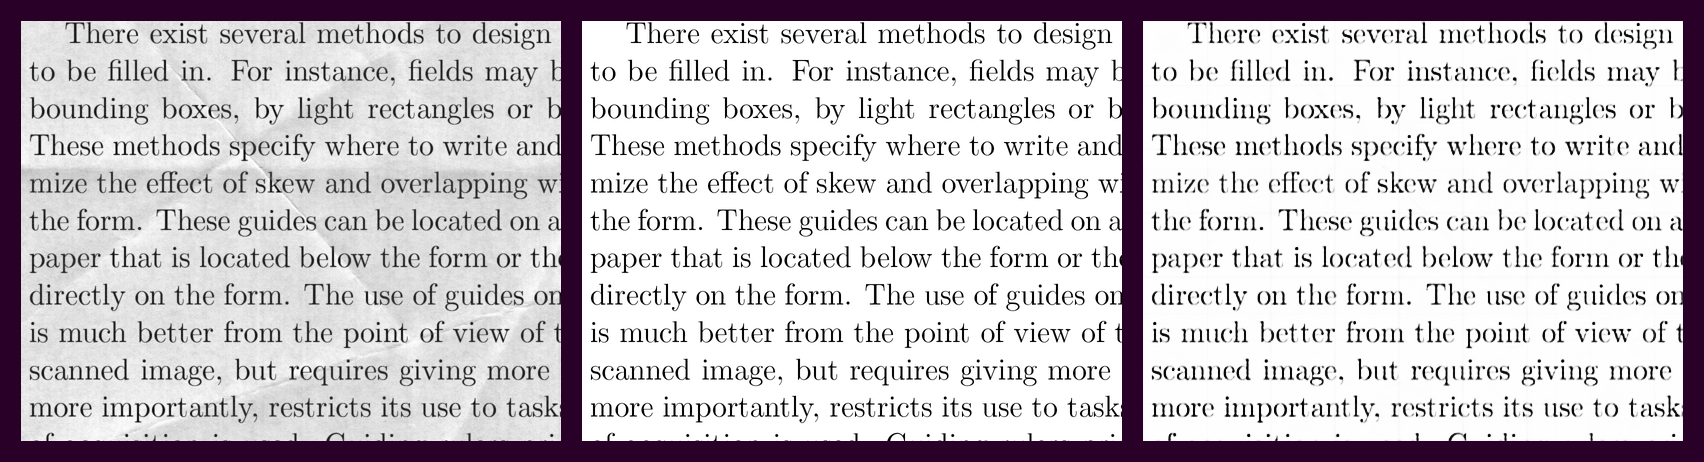 There exist several methods to design
to be filled in. For instance, fields may b
bounding boxes, by light rectangles or b
These methods specify where to write and
mize the effect of skew and overlapping wi
the form. These guides can be located on a
paper that is located below the form or the
directly on the form. The use of guides on
is much better from the point of view of t
scanned image, but requires giving more
more importantly, restricts its use to tasks
There exist several methods to design
to be filled in. For instance, fields may b
bounding boxes, by light rectangles or b
These methods specify where to write and
mize the effect of skew and overlapping wi
the form. These guides can be located on a
paper that is located below the form or the
directly on the form. The use of guides on
is much better from the point of view of t
scanned image, but requires giving more
more importantly, restricts its use to tasks
There exist several methods to design
to be filled in. For instance, fields may b
bounding boxes, by light rectangles or b
These methods specify where to write and
mize the effect of skew and overlapping wi
the form. These guides can be located on a
paper that is located below the form or the
directly on the form. The use of guides on
is much better from the point of view of t
scanned image, but requires giving more
more importantly, restricts its use to tasks